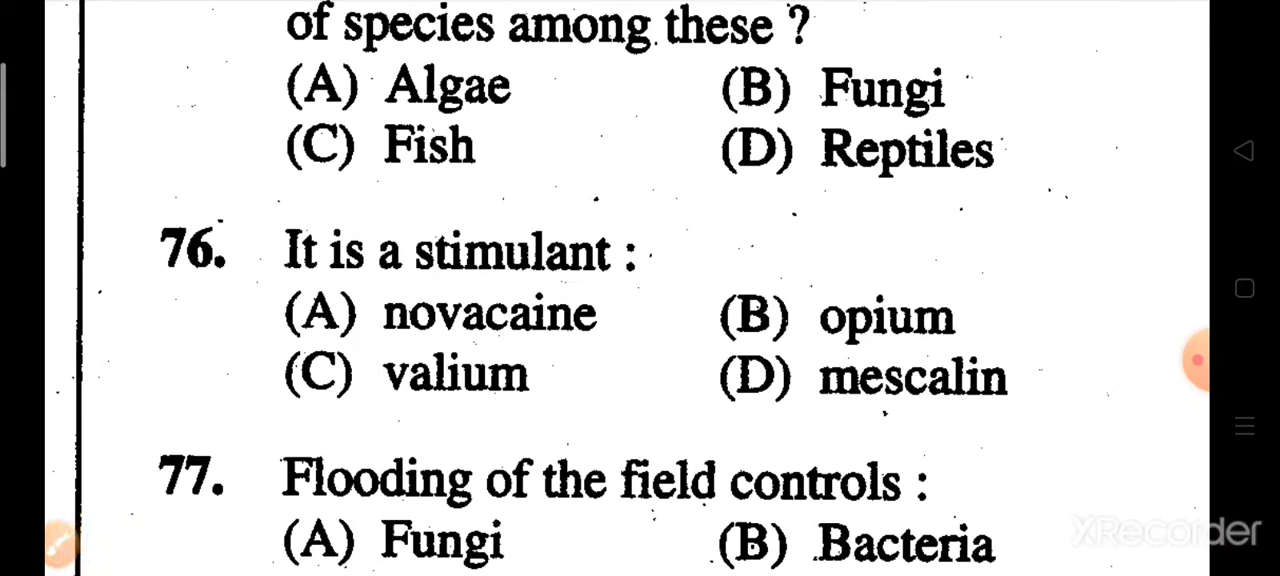 of species among these ?
(A) Algae (B) Fungi
(C) Fish (D) Reptiles
76. It is a stimulant :
(A) novacaine (B) opium
(C) valium (D) mescalin
77. Flooding of the field controls :
(A) Fungi (B) Bacteria
XRecorder